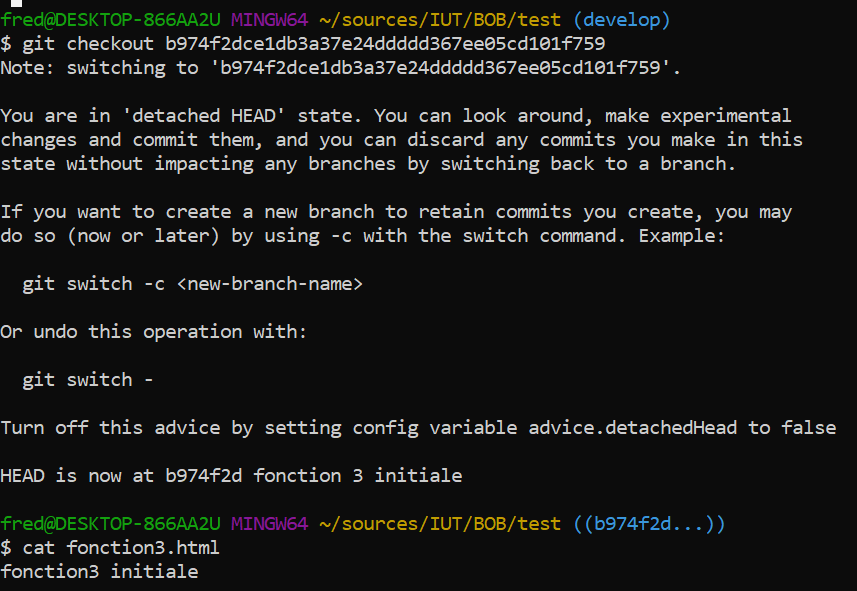 fred@DESKTOP-866AA2U MINGW64 ~/sources/IUT/BOB/test (develop)
$ git checkout b974f2dce1db3a37e24ddddd367ee05cd101f759
Note: switching to 'b974f2dce1db3a37e24ddddd367ee05cd101f759'.
You are in 'detached HEAD' state. You can look around, make experimental
changes and commit them, and you can discard any commits you make in this
state without impacting any branches by switching back to a branch.
If you want to create a new branch to retain commits you create, you may
do so (now or later) by using -c with the switch command. Example:
git switch -c <new-branch-name>
Or undo this operation with:
git switch -
Turn off this advice by setting config variable advice.detachedHead to false
HEAD is now at b974f2d fonction 3 initiale
fred@DESKTOP-866AA2U MINGW64 ~/sources/IUT/BOB/test ((b974f2d...))
$ cat fonction3.html
fonction3 initiale